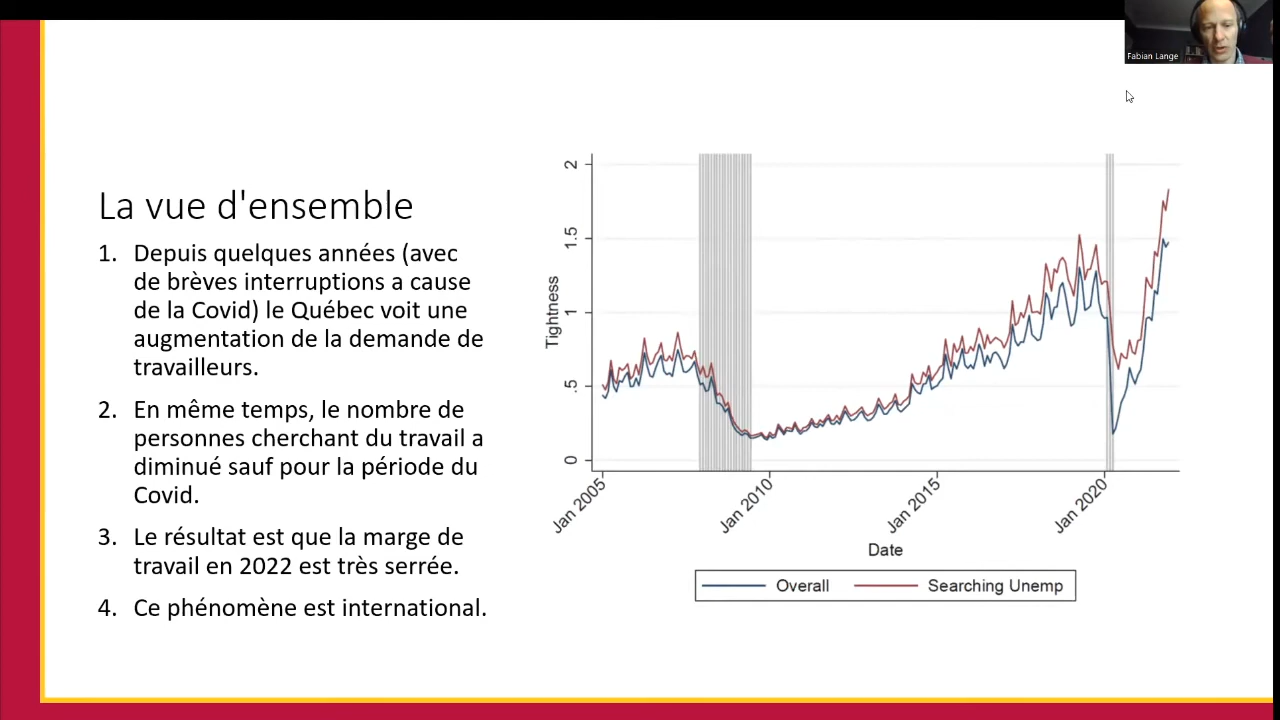 Fabian Lange
La vue d'ensemble
1. Depuis quelques années (avec
de brèves interruptions a cause
de la Covid) le Québec voit une
augmentation de la demande de
travailleurs.
2. En même temps, le nombre de
personnes cherchant du travail a
diminué sauf pour la période du
Covid.
3. Le résultat est que la marge de
travail en 2022 est très serrée.
4. Ce phénomène est international.
Tightness
2
1.5
1
.5
0
Jan 2005
Jan 2010
Jan 2015
Jan 2020
Date
Overall
Searching Unemp